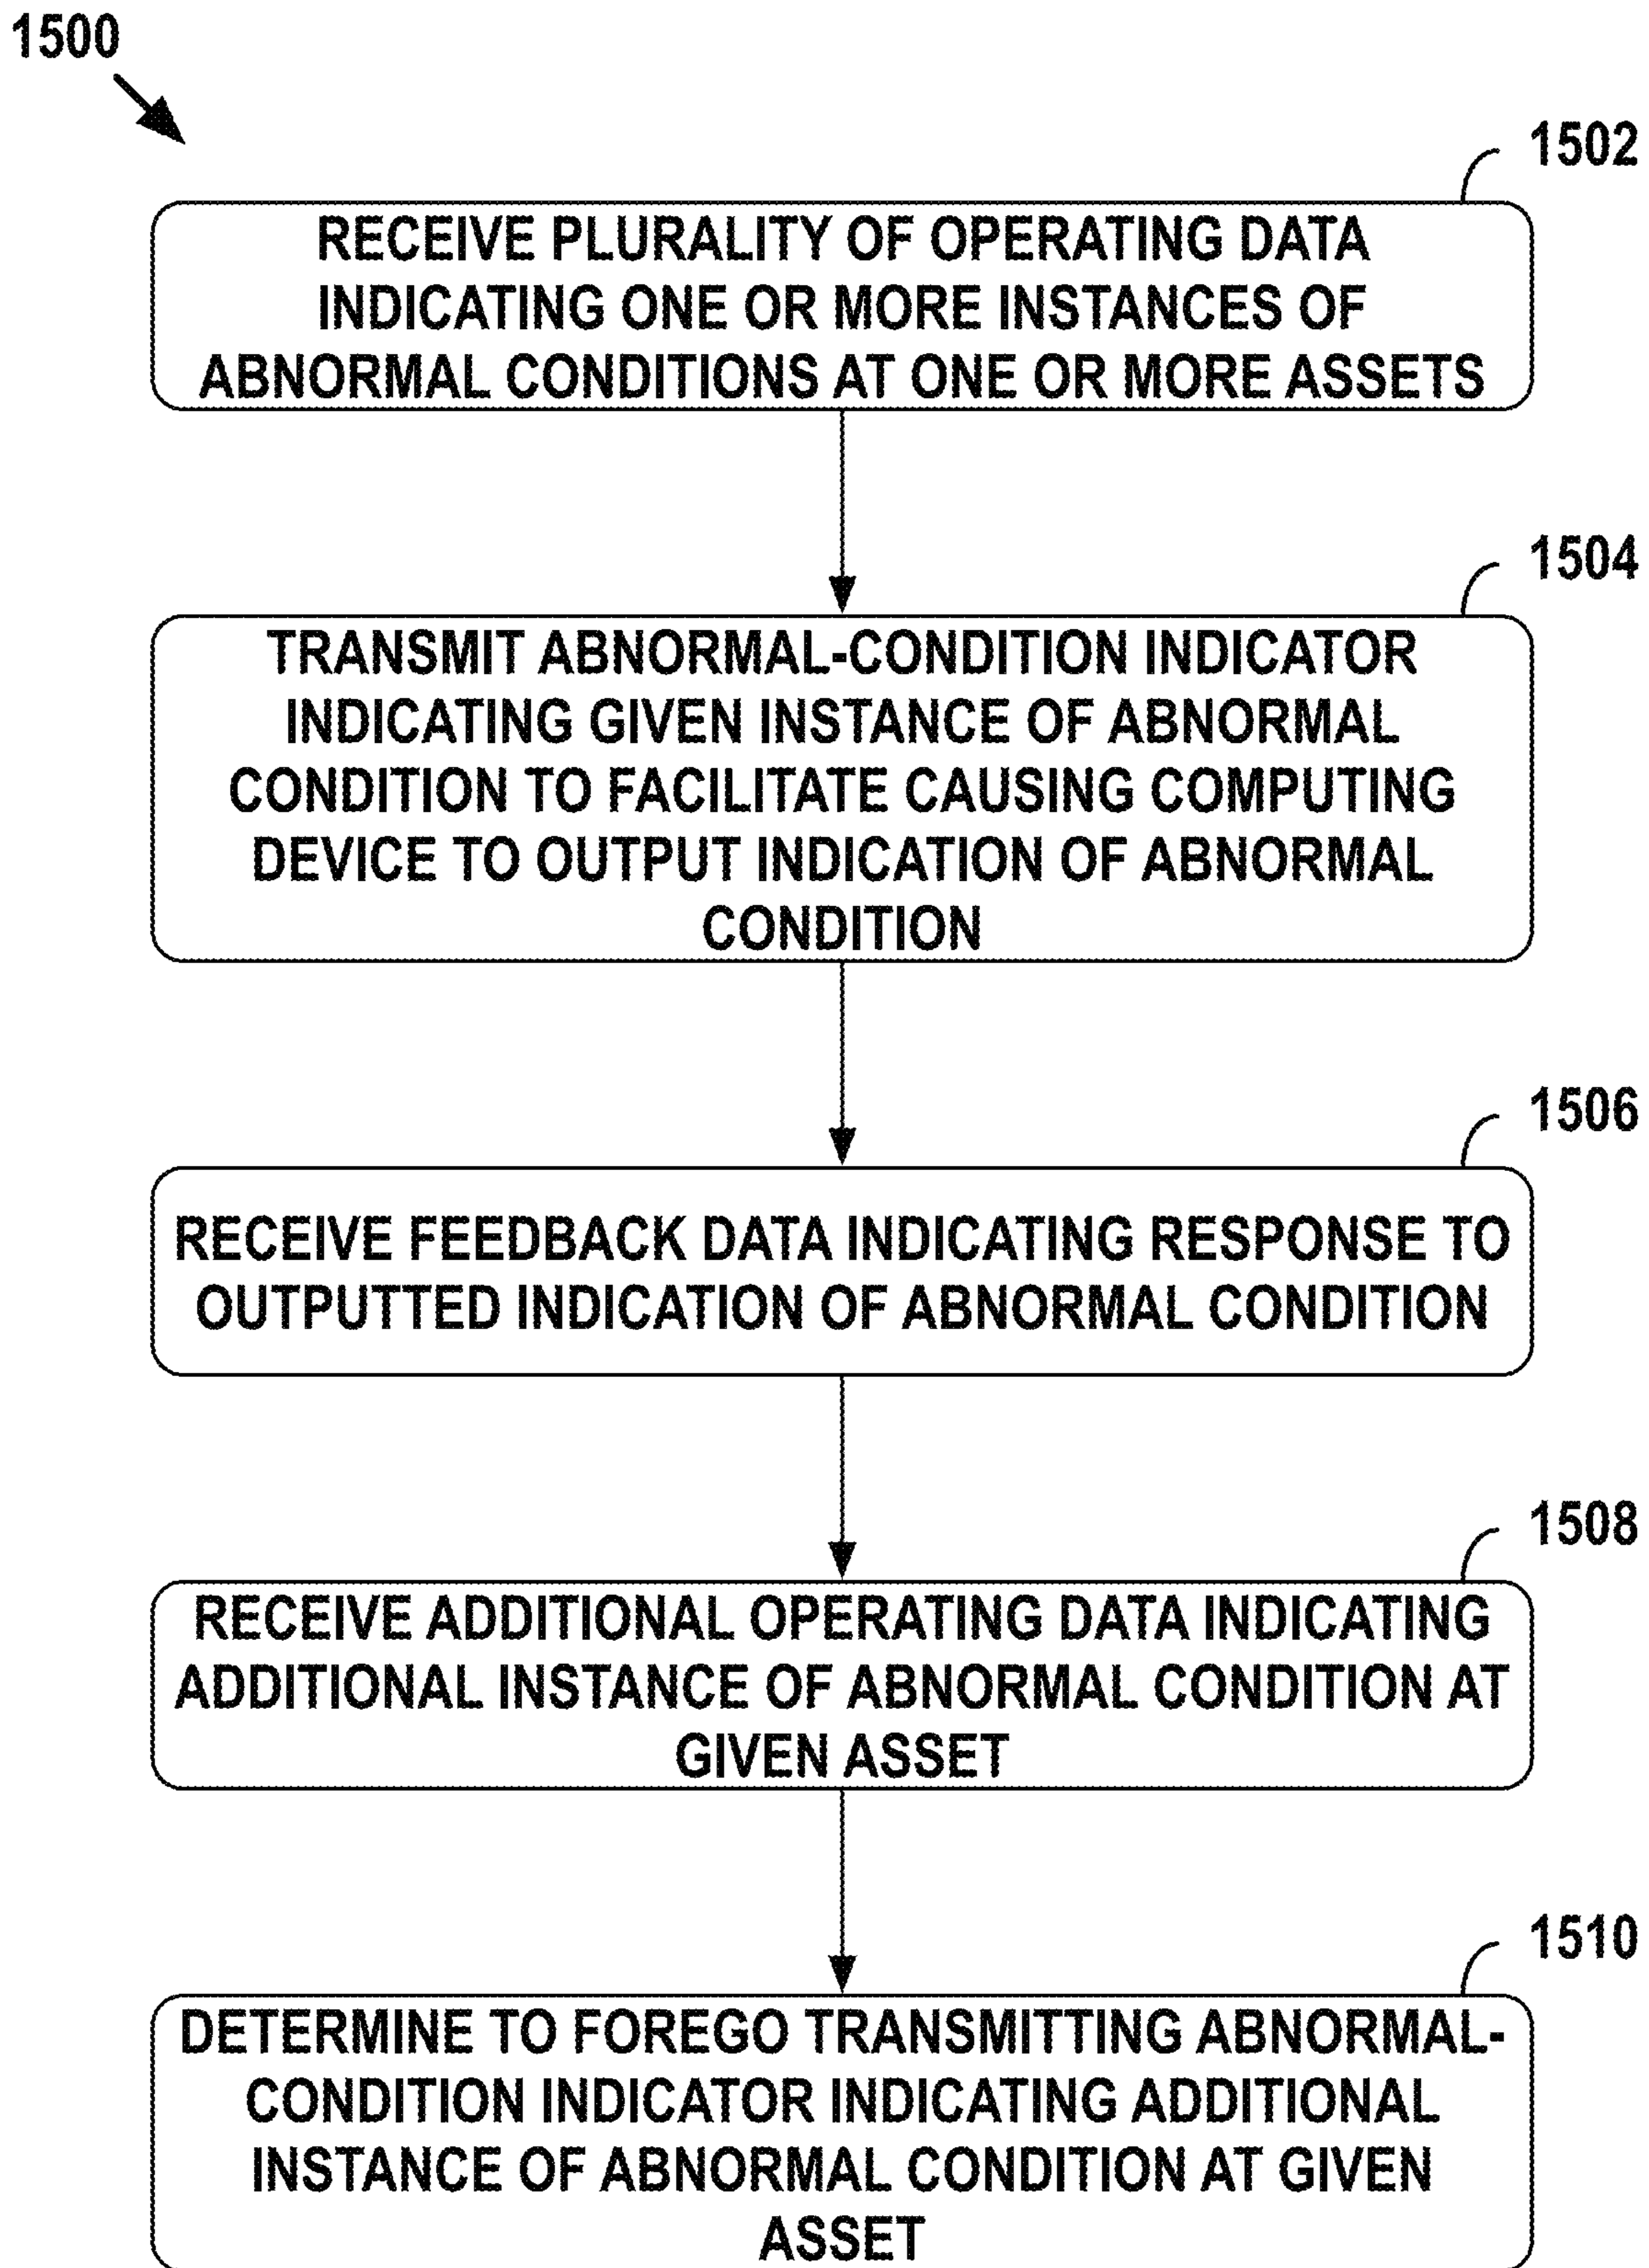 1500
1502
RECEIVE PLURALITY OF OPERATING DATA
INDICATING ONE OR MORE INSTANCES OF
ABNORMAL CONDITIONS AT ONE OR MORE ASSETS
1504
TRANSMIT ABNORMAL-CONDITION INDICATOR
INDICATING GIVEN INSTANCE OF ABNORMAL
CONDITION TO FACILITATE CAUSING COMPUTING
DEVICE TO OUTPUT INDICATION OF ABNORMAL
CONDITION
1506
RECEIVE FEEDBACK DATA INDICATING RESPONSE TO
OUTPUTTED INDICATION OF ABNORMAL CONDITION
1508
RECEIVE ADDITIONAL OPERATING DATA INDICATING
ADDITIONAL INSTANCE OF ABNORMAL CONDITION AT
GIVEN ASSET
1510
DETERMINE TO FOREGO TRANSMITTING ABNORMAL-
CONDITION INDICATOR INDICATING ADDITIONAL
INSTANCE OF ABNORMAL CONDITION AT GIVEN
ASSET